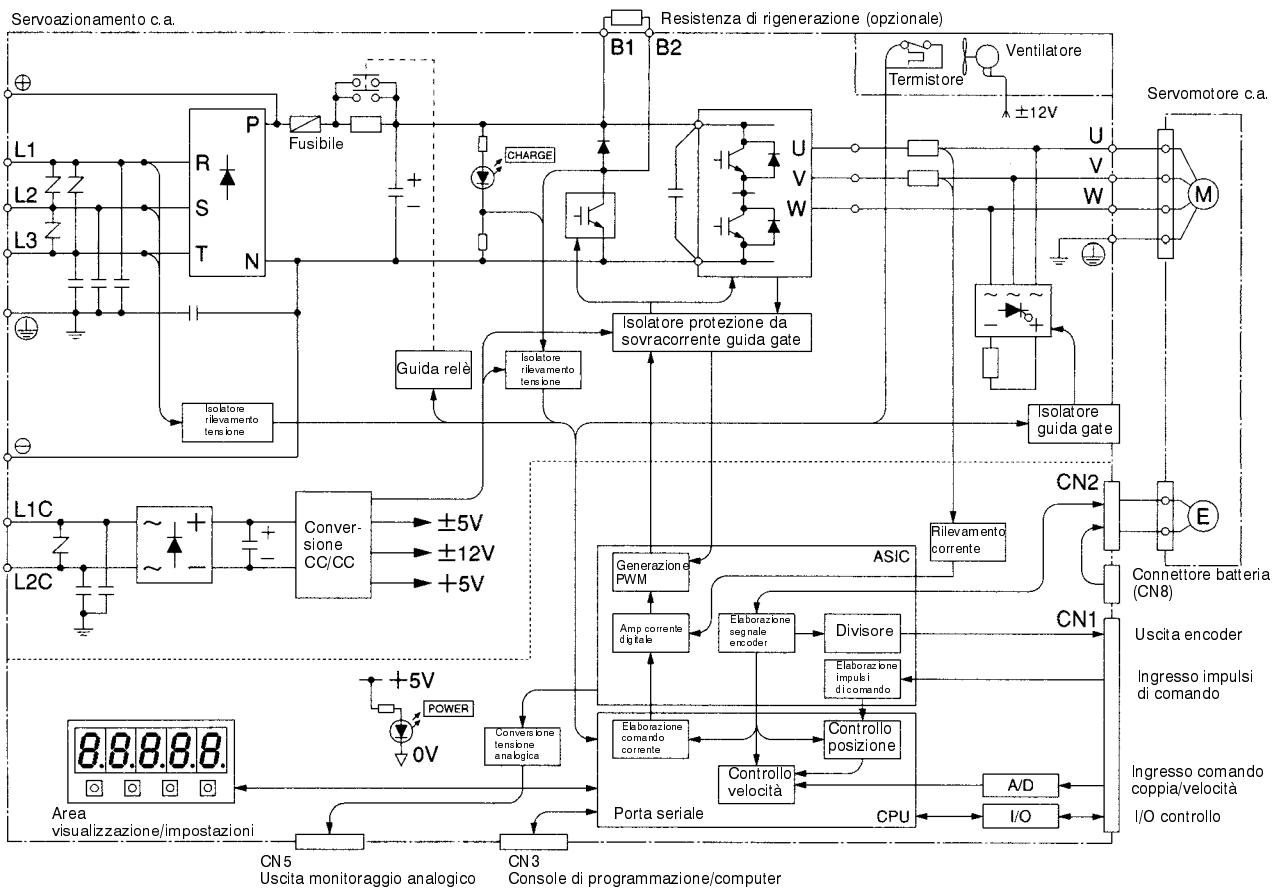 Servoazionamento c.a.
Resistenza di rigenerazione (opzionale)
B1
B2
Ventilatore
Termistore
±12V
Servomotore c.a.
P
Fusibile
CHARGE
+
−
L1
R
L2
S
L3
T
N
U
V
W
U
V
W
M
~ ~ ~
− +
Isolatore protezione da
sovracorrente guida gate
Guida relè
Isolatore
rilevamento
tensione
Isolatore
rilevamento
tensione
Isolatore
guida gate
L1C
L2C
~ +
~ −
+
−
Conver-
sione
CC/CC
±5V
±12V
+5V
CN2
E
Rilevamento
corrente
ASIC
Generazione
PWM
Amp corrente
digitale
Elaborazione
segnale
encoder
Divisore
Elaborazione
impulsi
di comando
Connettore batteria
(CN8)
CN1
Uscita encoder
Ingresso impulsi
di comando
+5V
POWER
0V
Conversione
tensione
analogica
Elaborazione
comando
corrente
Controllo
posizione
Controllo
velocità
Porta seriale
CPU
A/D
I/O
Ingresso comando
coppia/velocità
I/O controllo
8.8.8.8.8.
Area
visualizzazione/impostazioni
CN5
Uscita monitoraggio analogico
CN3
Console di programmazione/computer